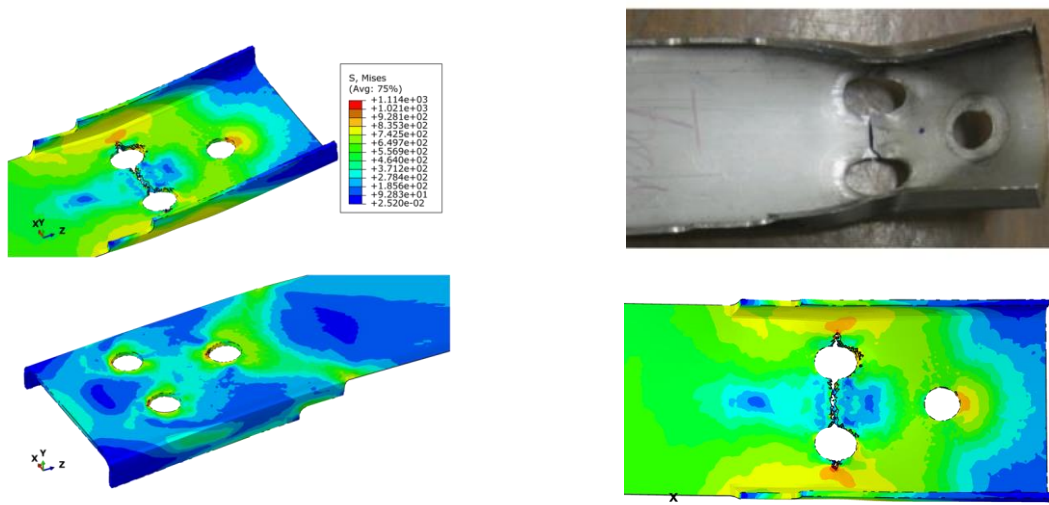 S, Mises
(Avg: 75%)
+1.114e+03
+1.021e+03
+9.281e+02
+8.353e+02
+7.425e+02
+6.497e+02
+5.569e+02
+4.640e+02
+3.712e+02
+2.784e+02
+1.856e+02
+9.283e+01
+2.520e-02
X Y Z
X Y Z
X